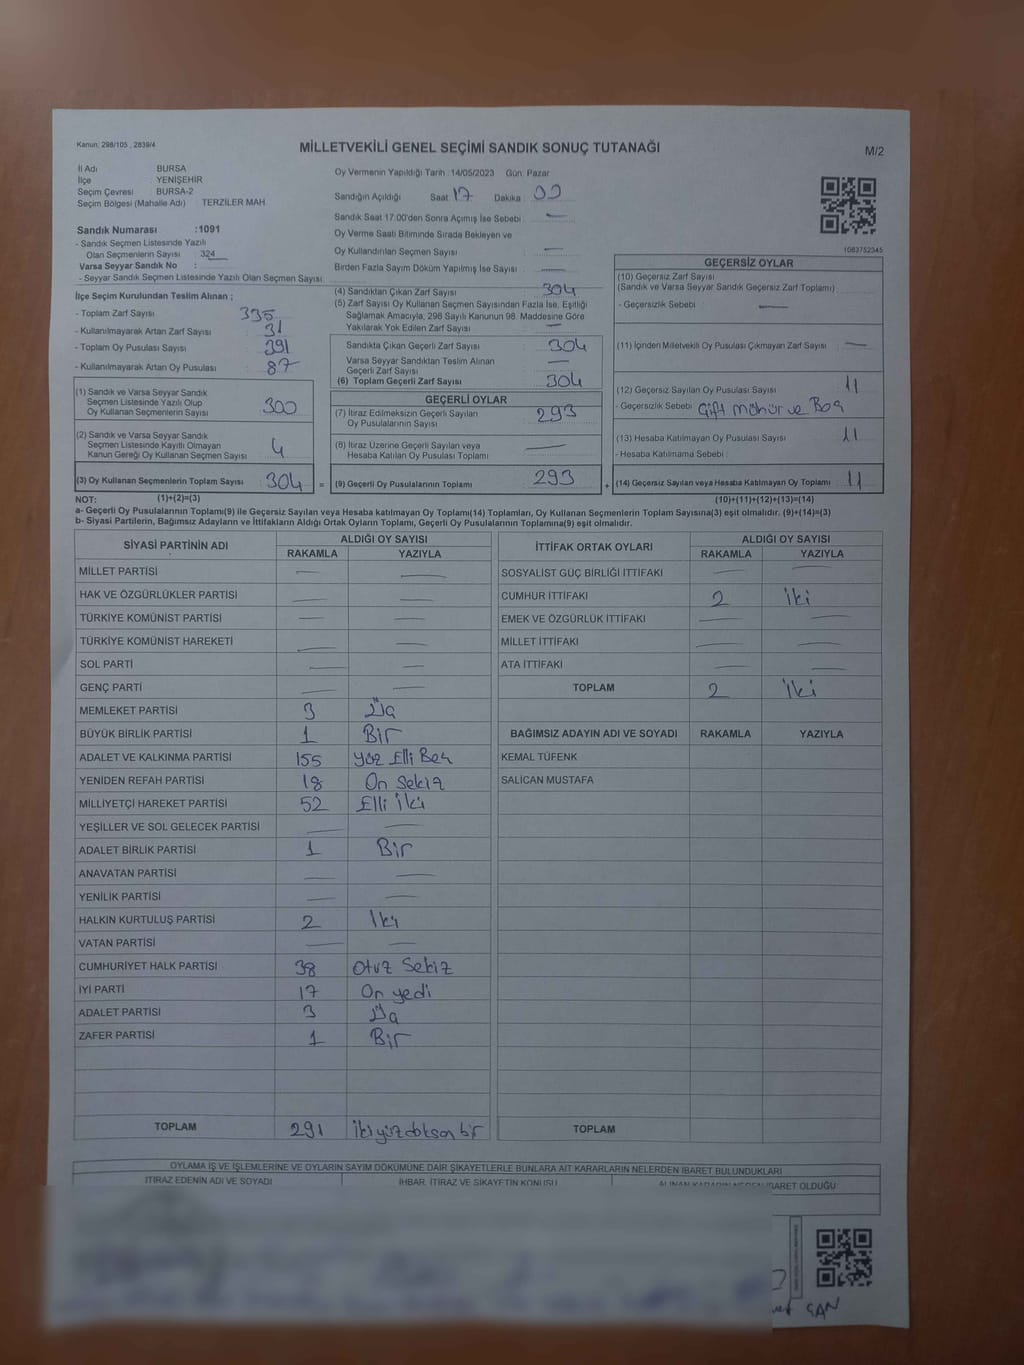 Kanun; 298/105 , 2839/4
MİLLETVEKİLİ GENEL SEÇİMİ SANDIK SONUÇ TUTANAĞI
M/2
İl Adı BURSA
İlçe YENİŞEHİR
Seçim Çevresi : BURSA-2
Seçim Bölgesi (Mahalle Adı) : TERZİLER MAH.
Sandık Numarası :1091
- Sandık Seçmen Listesinde Yazılı
Olan Seçmenlerin Sayısı 324
Varsa Seyyar Sandık No :
- Seyyar Sandık Seçmen Listesinde Yazılı Olan Seçmen Sayısı :
İlçe Seçim Kurulundan Teslim Alınan ;
- Toplam Zarf Sayısı : 335
- Kullanılmayarak Artan Zarf Sayısı : 31
- Toplam Oy Pusulası Sayısı : 391
- Kullanılmayarak Artan Oy Pusulası : 87
(1) Sandık ve Varsa Seyyar Sandık
Seçmen Listesinde Yazılı Olup
Oy Kullanan Seçmenlerin Sayısı : 300
(2) Sandık ve Varsa Seyyar Sandık
Seçmen Listesinde Kayıtlı Olmayan
Kanun Gereği Oy Kullanan Seçmen Sayısı : 4
(3) Oy Kullanan Seçmenlerin Toplam Sayısı : 304 =
Oy Vermenin Yapıldığı Tarih : 14/05/2023 Gün: Pazar
Sandığın Açıldığı Saat : 17 Dakika : 00
Sandık Saat 17:00'den Sonra Açımış İse Sebebi : —
Oy Verme Saati Bitiminde Sırada Bekleyen ve
Oy Kullandırılan Seçmen Sayısı : —
Birden Fazla Sayım Döküm Yapılmış İse Sayısı : —
(4) Sandıktan Çıkan Zarf Sayısı : 304
(5) Zarf Sayısı Oy Kullanan Seçmen Sayısından Fazla İse, Eşitliği
Sağlamak Amacıyla, 298 Sayılı Kanunun 98. Maddesine Göre
Yakılarak Yok Edilen Zarf Sayısı : —
Sandıkta Çıkan Geçerli Zarf Sayısı : 304
Varsa Seyyar Sandıktan Teslim Alınan
Geçerli Zarf Sayısı : —
(6) Toplam Geçerli Zarf Sayısı : 304
GEÇERLİ OYLAR
(7) İtiraz Edilmeksizin Geçerli Sayılan
Oy Pusulalarının Sayısı : 293
(8) İtiraz Üzerine Geçerli Sayılan veya
Hesaba Katılan Oy Pusulası Toplamı : —
(9) Geçerli Oy Pusulalarının Toplamı : 293 +
1083752345
GEÇERSİZ OYLAR
(10) Geçersiz Zarf Sayısı
(Sandık ve Varsa Seyyar Sandık Geçersiz Zarf Toplamı) :
- Geçersizlik Sebebi : —
(11) İçinden Milletvekili Oy Pusulası Çıkmayan Zarf Sayısı : —
(12) Geçersiz Sayılan Oy Pusulası Sayısı : 11
- Geçersizlik Sebebi : Çift mühür ve Boş
(13) Hesaba Katılmayan Oy Pusulası Sayısı : 11
- Hesaba Katılmama Sebebi :
(14) Geçersiz Sayılan veya Hesaba Katılmayan Oy Toplamı : 11
NOT: (1)+(2)=(3) (10)+(11)+(12)+(13)=(14)
a- Geçerli Oy Pusulalarının Toplamı(9) ile Geçersiz Sayılan veya Hesaba katılmayan Oy Toplamı(14) Toplamları, Oy Kullanan Seçmenlerin Toplam Sayısına(3) eşit olmalıdır. (9)+(14)=(3)
b- Siyasi Partilerin, Bağımsız Adayların ve İttifakların Aldığı Ortak Oyların Toplamı, Geçerli Oy Pusulalarının Toplamına(9) eşit olmalıdır.
SİYASİ PARTİNİN ADI ALDIĞI OY SAYISI
RAKAMLA YAZIYLA
MİLLET PARTİSİ — —
HAK VE ÖZGÜRLÜKLER PARTİSİ — —
TÜRKİYE KOMÜNİST PARTİSİ — —
TÜRKİYE KOMÜNİST HAREKETİ — —
SOL PARTİ — —
GENÇ PARTİ — —
MEMLEKET PARTİSİ 3 Üç
BÜYÜK BİRLİK PARTİSİ 1 Bir
ADALET VE KALKINMA PARTİSİ 155 Yüz Elli Beş
YENİDEN REFAH PARTİSİ 18 On Sekiz
MİLLİYETÇİ HAREKET PARTİSİ 52 Elli İki
YEŞİLLER VE SOL GELECEK PARTİSİ — —
ADALET BİRLİK PARTİSİ 1 Bir
ANAVATAN PARTİSİ — —
YENİLİK PARTİSİ — —
HALKIN KURTULUŞ PARTİSİ 2 İki
VATAN PARTİSİ — —
CUMHURİYET HALK PARTİSİ 38 Otuz Sekiz
İYİ PARTİ 17 On yedi
ADALET PARTİSİ 3 Üç
ZAFER PARTİSİ 1 Bir
TOPLAM 291 İki yüz doksan bir
İTTİFAK ORTAK OYLARI ALDIĞI OY SAYISI
RAKAMLA YAZIYLA
SOSYALİST GÜÇ BİRLİĞİ İTTİFAKI — —
CUMHUR İTTİFAKI 2 İki
EMEK VE ÖZGÜRLÜK İTTİFAKI — —
MİLLET İTTİFAKI — —
ATA İTTİFAKI — —
TOPLAM 2 İki
BAĞIMSIZ ADAYIN ADI VE SOYADI RAKAMLA YAZIYLA
KEMAL TÜFENK
SALİCAN MUSTAFA
TOPLAM
OYLAMA İŞ VE İŞLEMLERİNE VE OYLARIN SAYIM DÖKÜMÜNE DAİR ŞİKAYETLERLE BUNLARA AİT KARARLARIN NELERDEN İBARET BULUNDUKLARI
İTİRAZ EDENİN ADI VE SOYADI İHBAR, İTİRAZ VE ŞİKAYETİN KONUSU ALINAN KARARIN NEDEN İBARET OLDUĞU